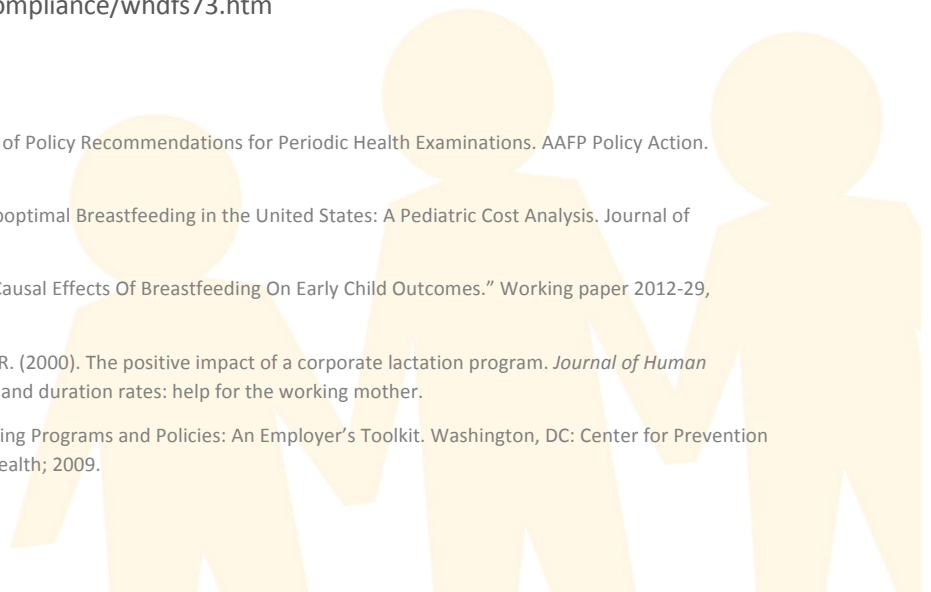 ompliance/whdfs73.htm
of Policy Recommendations for Periodic Health Examinations. AAFP Policy Action.
boptimal Breastfeeding in the United States: A Pediatric Cost Analysis. Journal of
Causal Effects Of Breastfeeding On Early Child Outcomes.” Working paper 2012-29,
R. (2000). The positive impact of a corporate lactation program. Journal of Human
and duration rates: help for the working mother.
ing Programs and Policies: An Employer’s Toolkit. Washington, DC: Center for Prevention
ealth; 2009.